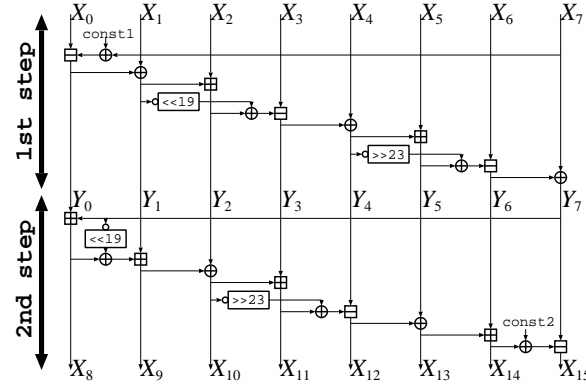 X0 X1 X2 X3 X4 X5 X6 X7
const1
<<19
>>23
1st step
Y0 Y1 Y2 Y3 Y4 Y5 Y6 Y7
<<19
>>23
const2
2nd step
X8 X9 X10 X11 X12 X13 X14 X15